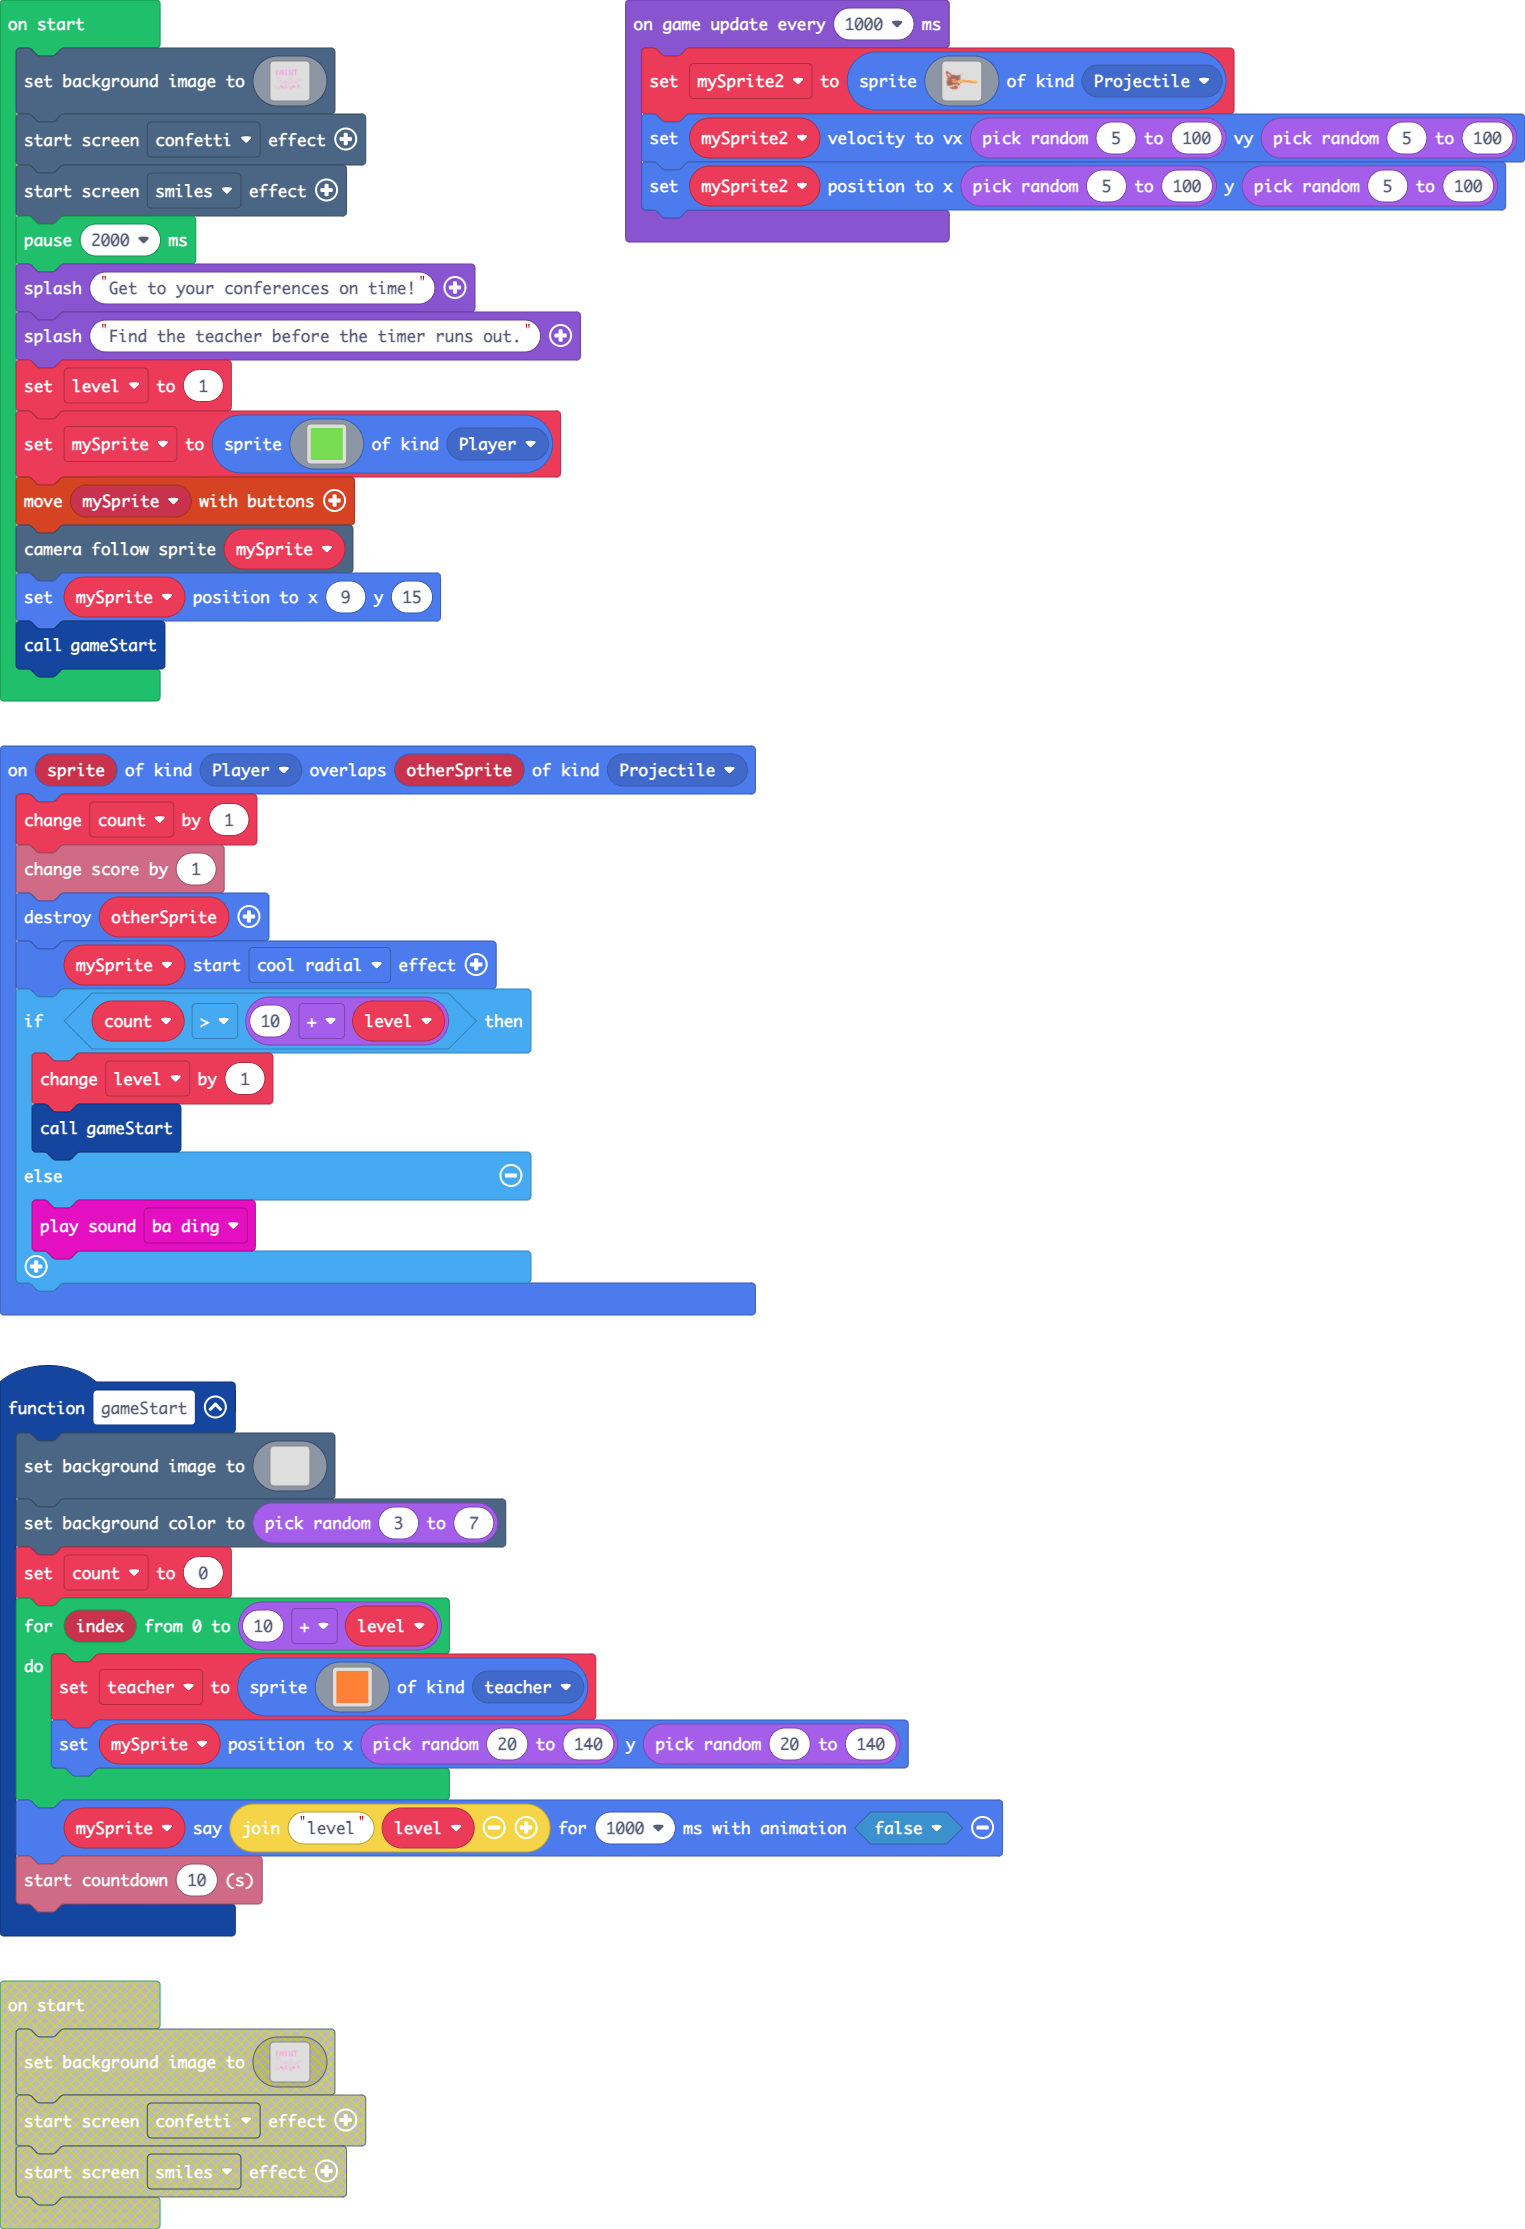 on start
set background image to
start screen confetti effect
start screen smiles effect
pause 2000 ms
splash "Get to your conferences on time!"
splash "Find the teacher before the timer runs out."
set level to 1
set mySprite to sprite of kind Player
move mySprite with buttons
camera follow sprite mySprite
set mySprite position to x 9 y 15
call gameStart
on game update every 1000 ms
set mySprite2 to sprite of kind Projectile
set mySprite2 velocity to vx pick random 5 to 100 vy pick random 5 to 100
set mySprite2 position to x pick random 5 to 100 y pick random 5 to 100
on sprite of kind Player overlaps otherSprite of kind Projectile
change count by 1
change score by 1
destroy otherSprite
mySprite start cool radial effect
if count > 10 + level then
change level by 1
call gameStart
else
play sound ba ding
function gameStart
set background image to
set background color to pick random 3 to 7
set count to 0
for index from 0 to 10 + level
do
set teacher to sprite of kind teacher
set mySprite position to x pick random 20 to 140 y pick random 20 to 140
mySprite say join "level" level for 1000 ms with animation false
start countdown 10 (s)
on start
set background image to
start screen confetti effect
start screen smiles effect